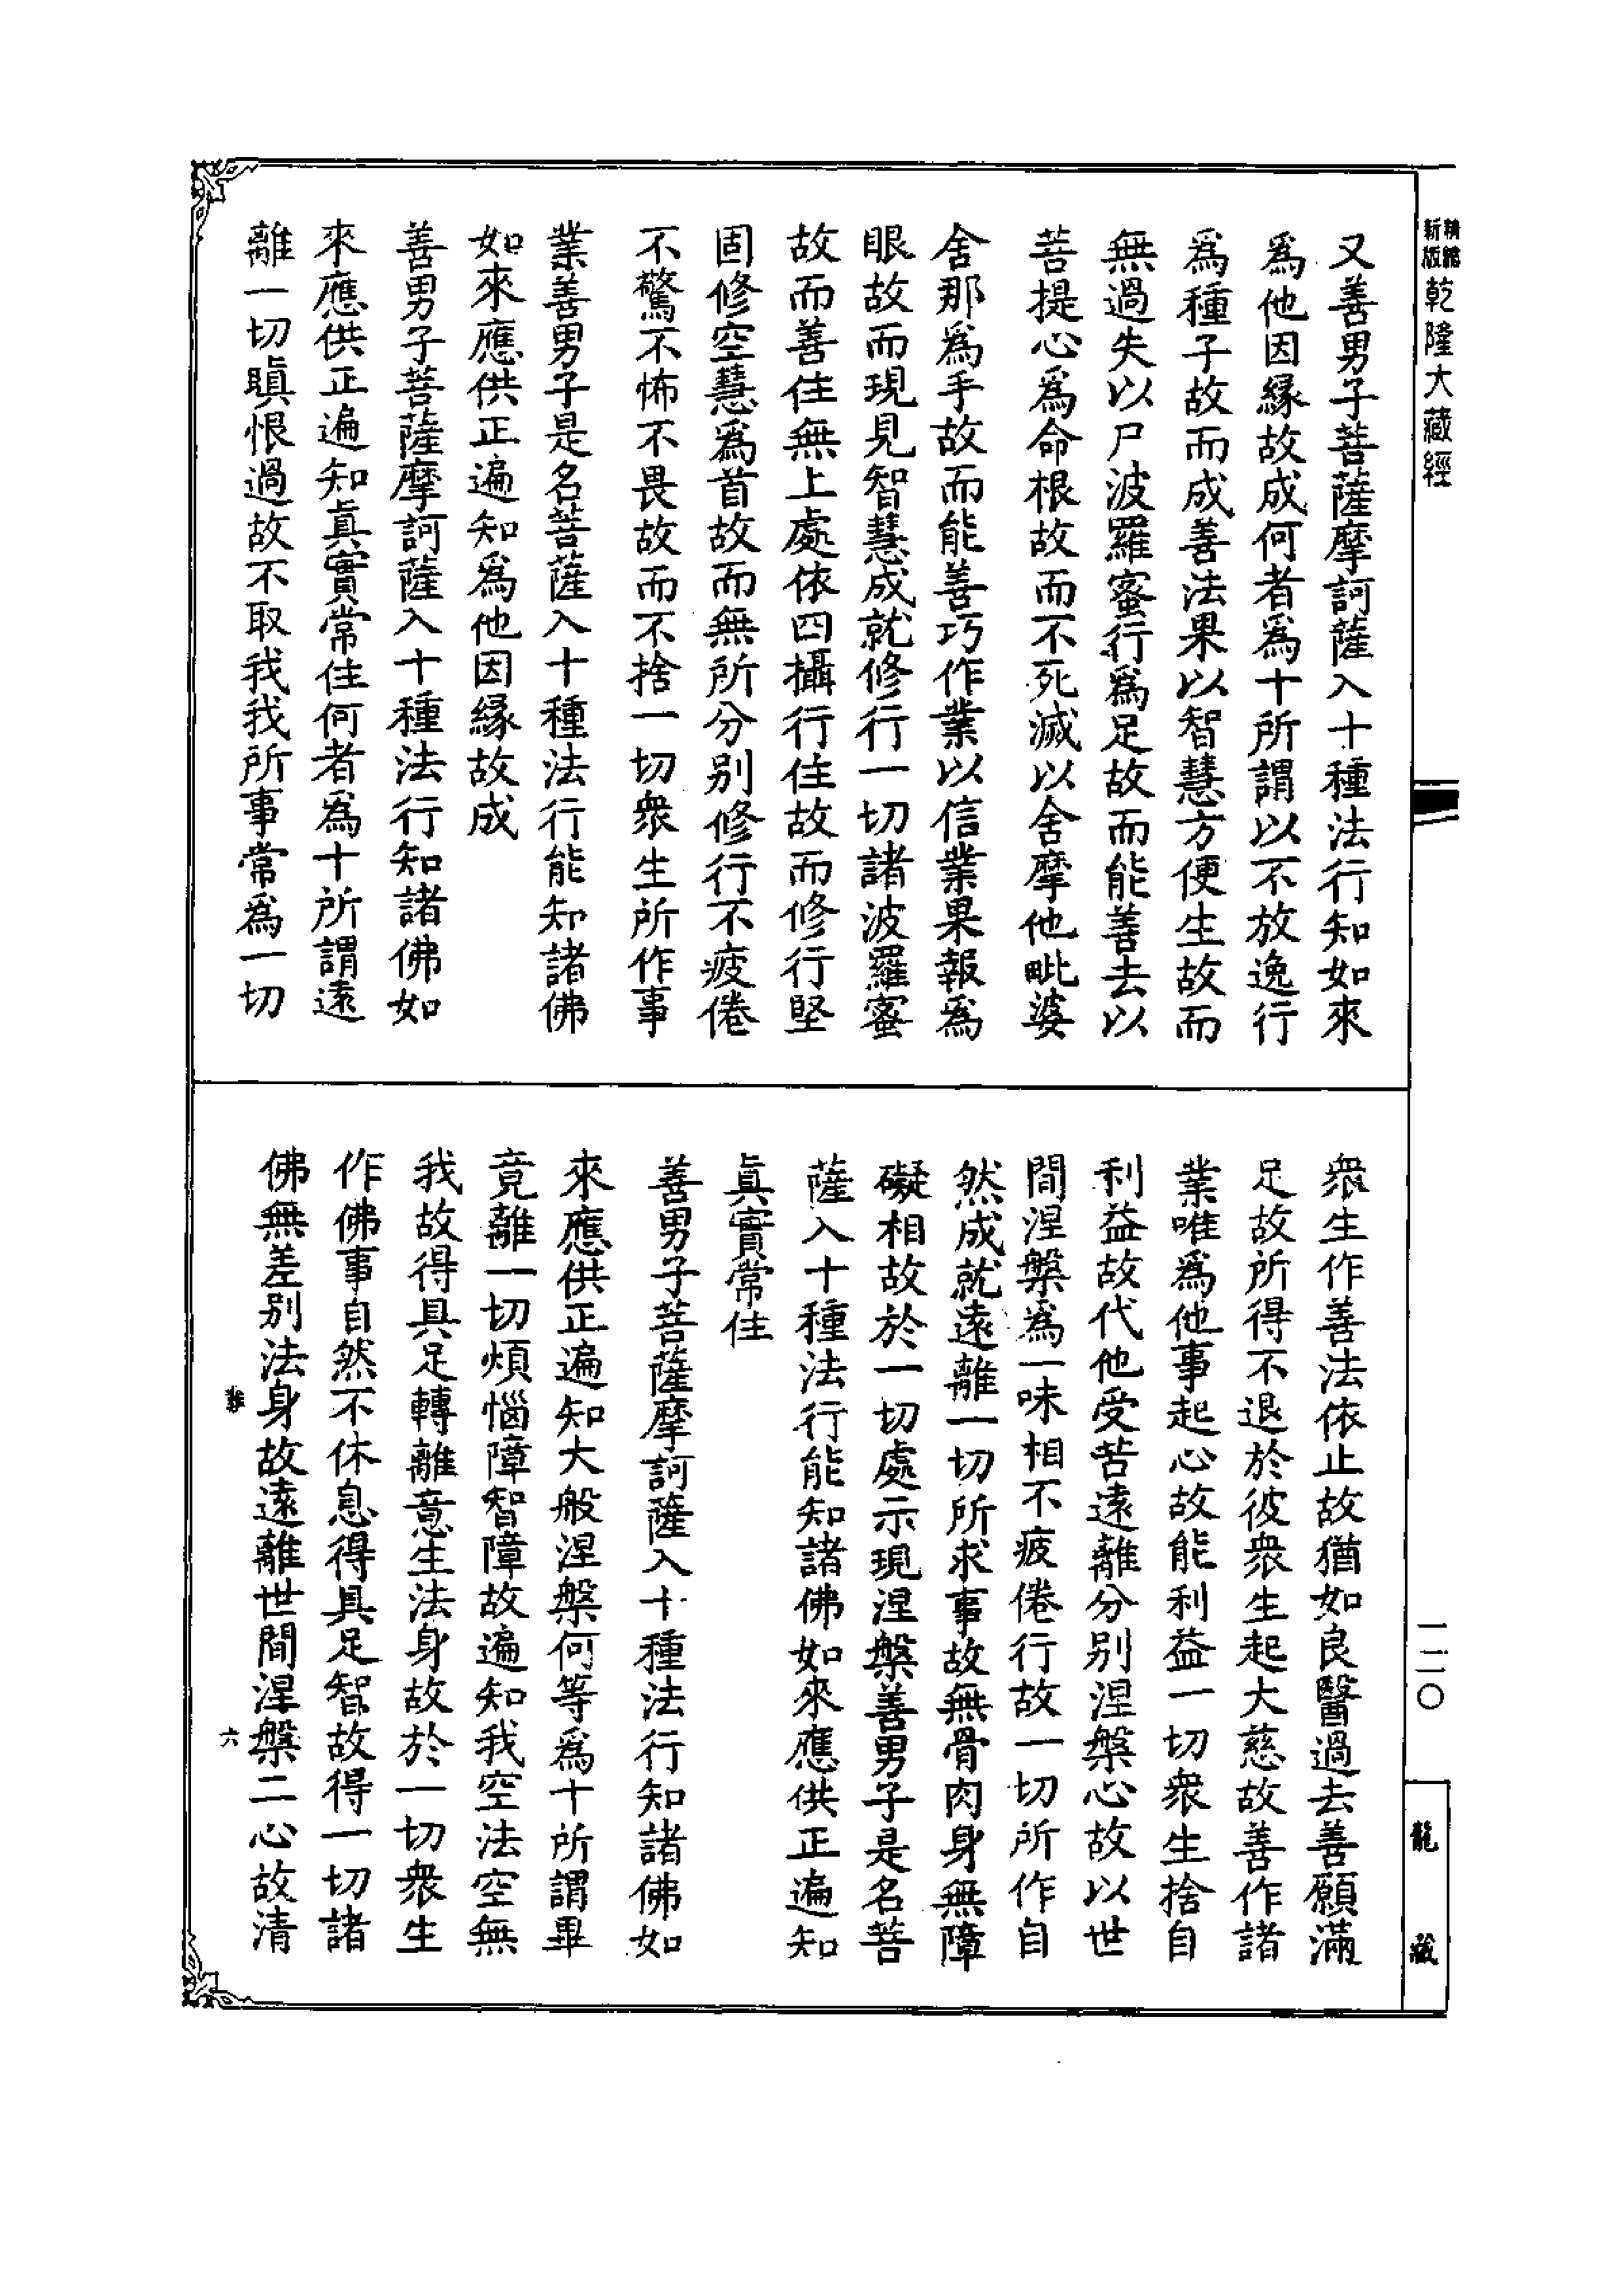 精縮
新版
乾隆大藏經
又善男子菩薩摩訶薩入十種法行知如來
爲他因緣故成何者爲十所謂以不放逸行
爲種子故而成善法果以智慧方便生故而
無過失以尸波羅蜜行爲足故而能善去以
菩提心爲命根故而不死滅以舍摩他毗婆
舍那爲手故而能善巧作業以信業果報爲
眼故而現見智慧成就修行一切諸波羅蜜
故而善住無上處依四攝行住故而修行堅
固修空慧爲首故而無所分別修行不疲倦
不驚不怖不畏故而不捨一切衆生所作事
業善男子是名菩薩入十種法行能知諸佛
如來應供正遍知爲他因緣故成
善男子菩薩摩訶薩入十種法行知諸佛如
來應供正遍知眞實常住何者爲十所謂遠
離一切瞋恨過故不取我我所事常爲一切
衆生作善法依止故猶如良醫過去善願滿
足故所得不退於彼衆生起大慈故善作諸
業唯爲他事起心故能利益一切衆生捨自
利益故代他受苦遠離分別涅槃心故以世
間涅槃爲一味相不疲倦行故一切所作自
然成就遠離一切所求事故無骨肉身無障
礙相故於一切處示現涅槃善男子是名菩
薩入十種法行能知諸佛如來應供正遍知
眞實常住
善男子菩薩摩訶薩入十種法行知諸佛如
來應供正遍知大般涅槃何等爲十所謂畢
竟離一切煩惱障智障故遍知我空法空無
我故得具足轉離意生法身故於一切衆生
作佛事自然不休息得具足智故得一切諸
佛無差別法身故遠離世間涅槃二心故清
六
一二〇
龍藏